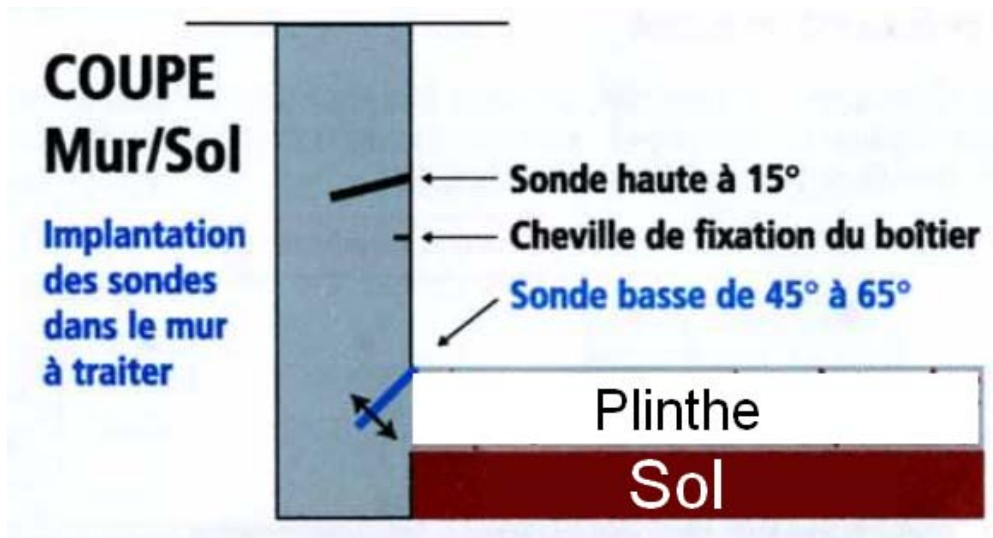 COUPE
Mur/Sol
Implantation
des sondes
dans le mur
à traiter
Sonde haute à 15°
Cheville de fixation du boîtier
Sonde basse de 45° à 65°
Plinthe
Sol